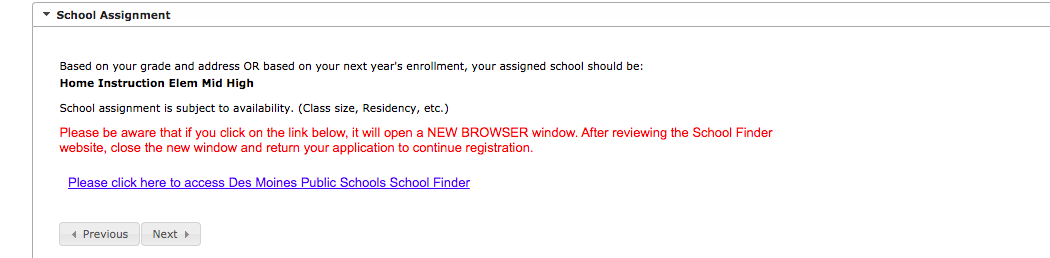 School Assignment
Based on your grade and address OR based on your next year's enrollment, your assigned school should be:
Home Instruction Elem Mid High
School assignment is subject to availability. (Class size, Residency, etc.)
Please be aware that if you click on the link below, it will open a NEW BROWSER window. After reviewing the School Finder
website, close the new window and return your application to continue registration.
Please click here to access Des Moines Public Schools School Finder
Previous Next